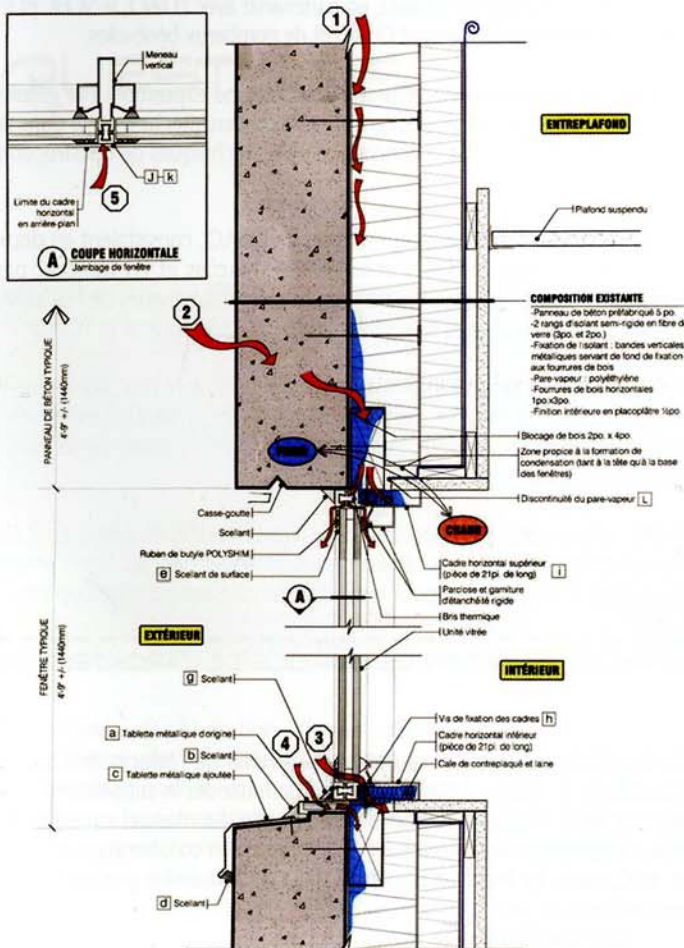 1
Meneau
vertical
J - k
5
Limite du cadre
horizontal
en arrière-plan
A COUPE HORIZONTALE
Jambage de fenêtre
ENTREPLAFOND
Plafond suspendu
COMPOSITION EXISTANTE
-Panneau de béton préfabriqué 5 po.
-2 rangs d'isolant semi-rigide en fibre de
verre (3po. et 2po.)
-Fixation de l'isolant : bandes verticales
métalliques servant de fond de fixation
aux fourrures de bois
-Pare-vapeur : polyéthylène
-Fourrures de bois horizontales
1po.x3po.
-Finition intérieure en placoplâtre ½po.
2
PANNEAU DE BÉTON TYPIQUE
4'-9" +/- (1440mm)
Blocage de bois 2po. x 4po.
Zone propice à la formation de
condensation (tant à la tête qu'à la base
des fenêtres)
FROID
Discontinuité du pare-vapeur L
CHAUD
Casse-goutte
Scellant
Ruban de butyle POLYSHIM
e Scellant de surface
Cadre horizontal supérieur
(pièce de 21pi. de long) i
Parclose et garniture
d'étanchéité rigide
A
Bris thermique
Unité vitrée
EXTÉRIEUR
INTÉRIEUR
FENÊTRE TYPIQUE
4'-9" +/- (1440mm)
g Scellant
a Tablette métallique d'origine
b Scellant
c Tablette métallique ajoutée
4
3
Vis de fixation des cadres h
Cadre horizontal inférieur
(pièce de 21pi. de long)
Cale de contreplaqué et laine
d Scellant